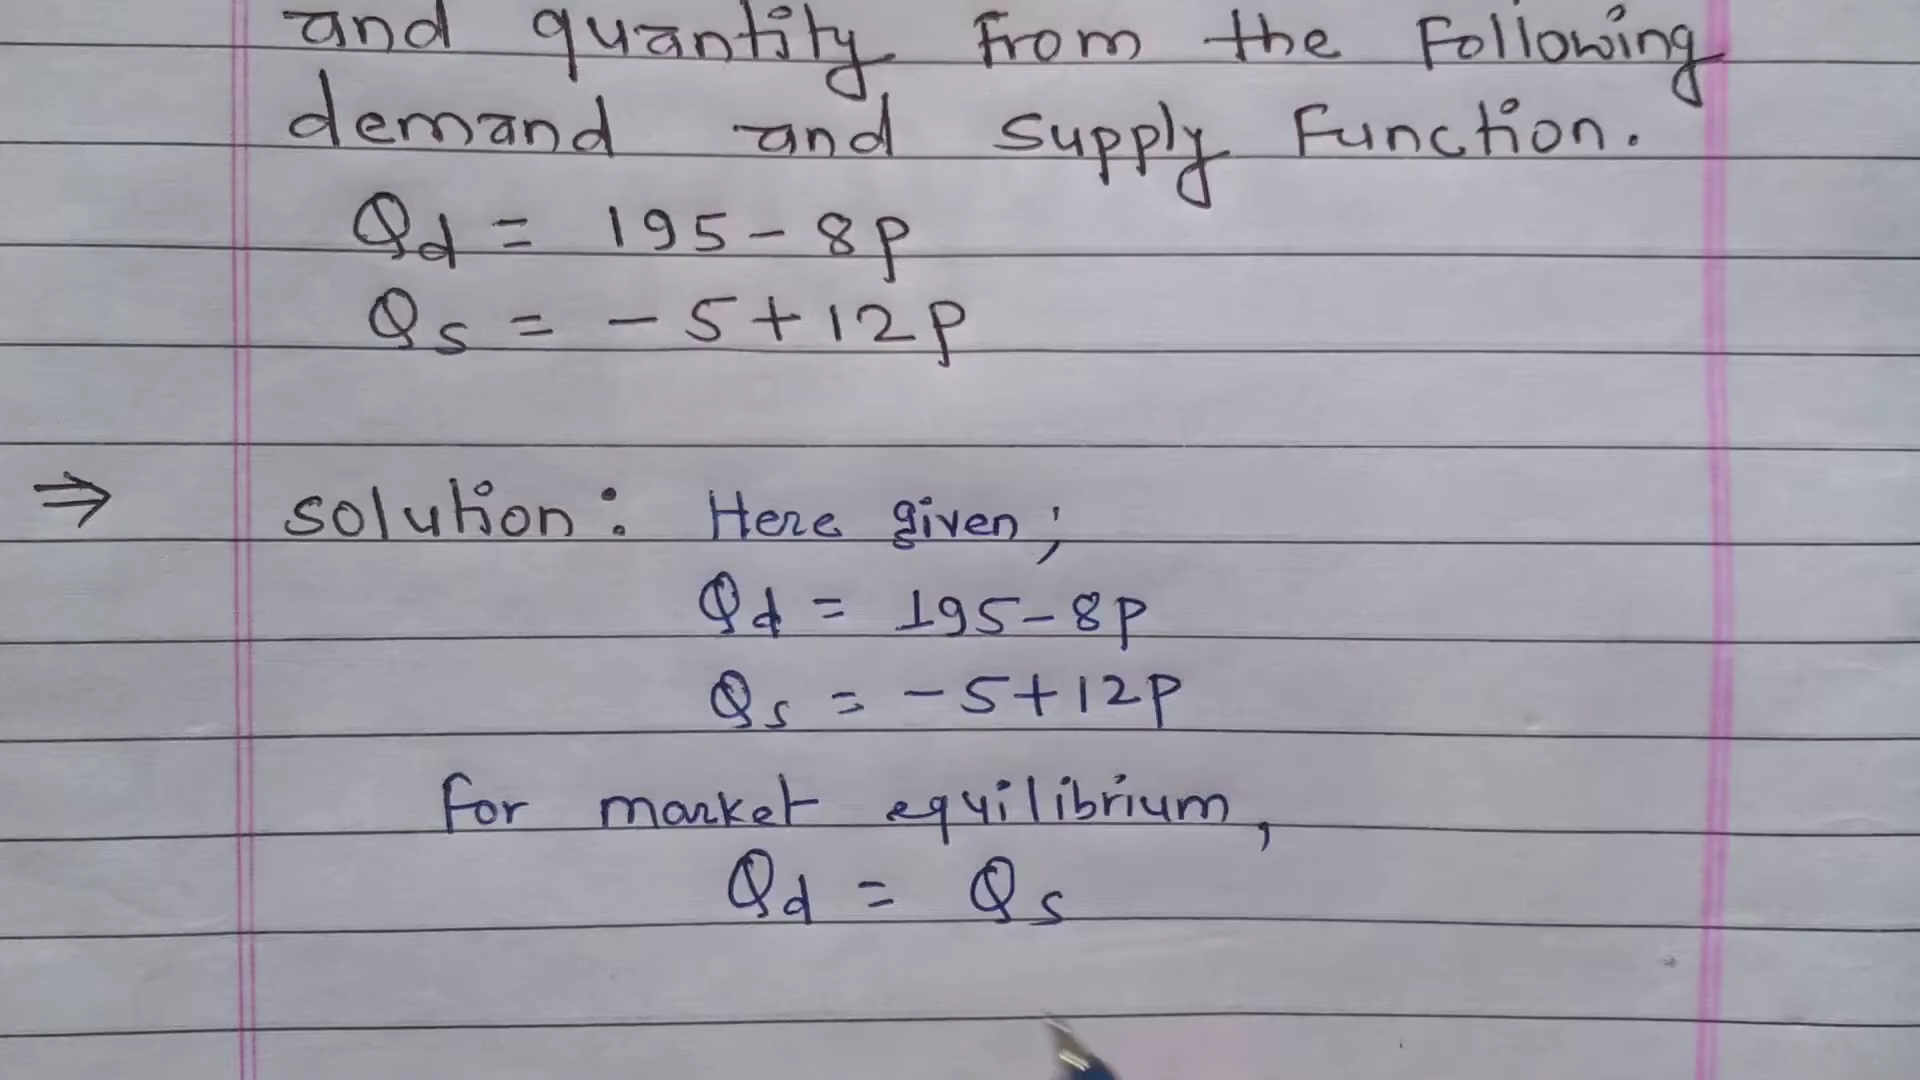 and quantity From the Following
demand and supply Function.
Qd = 195 - 8p
Qs = - 5 + 12p
⇒ solution : Here given ;
Qd = 195 - 8p
Qs = - 5 + 12p
For market equilibrium,
Qd = Qs